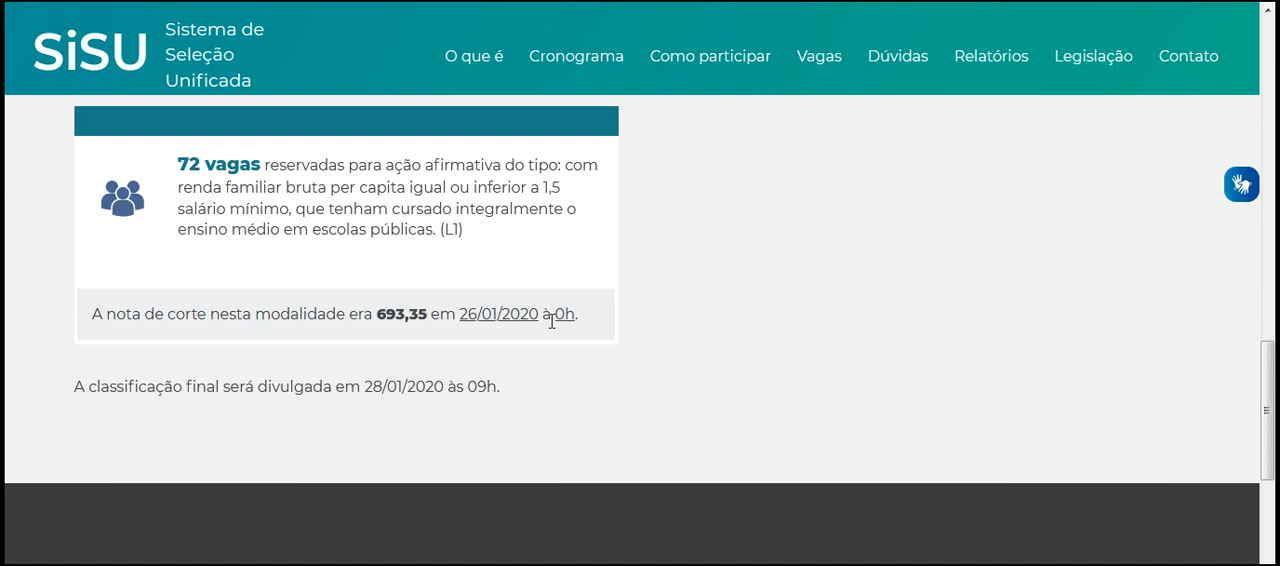 SiSU
Sistema de
Seleção
Unificada
O que é Cronograma Como participar Vagas Dúvidas Relatórios Legislação Contato
72 vagas reservadas para ação afirmativa do tipo: com
renda familiar bruta per capita igual ou inferior a 1,5
salário mínimo, que tenham cursado integralmente o
ensino médio em escolas públicas. (L1)
A nota de corte nesta modalidade era 693,35 em 26/01/2020 à 0h.
A classificação final será divulgada em 28/01/2020 às 09h.